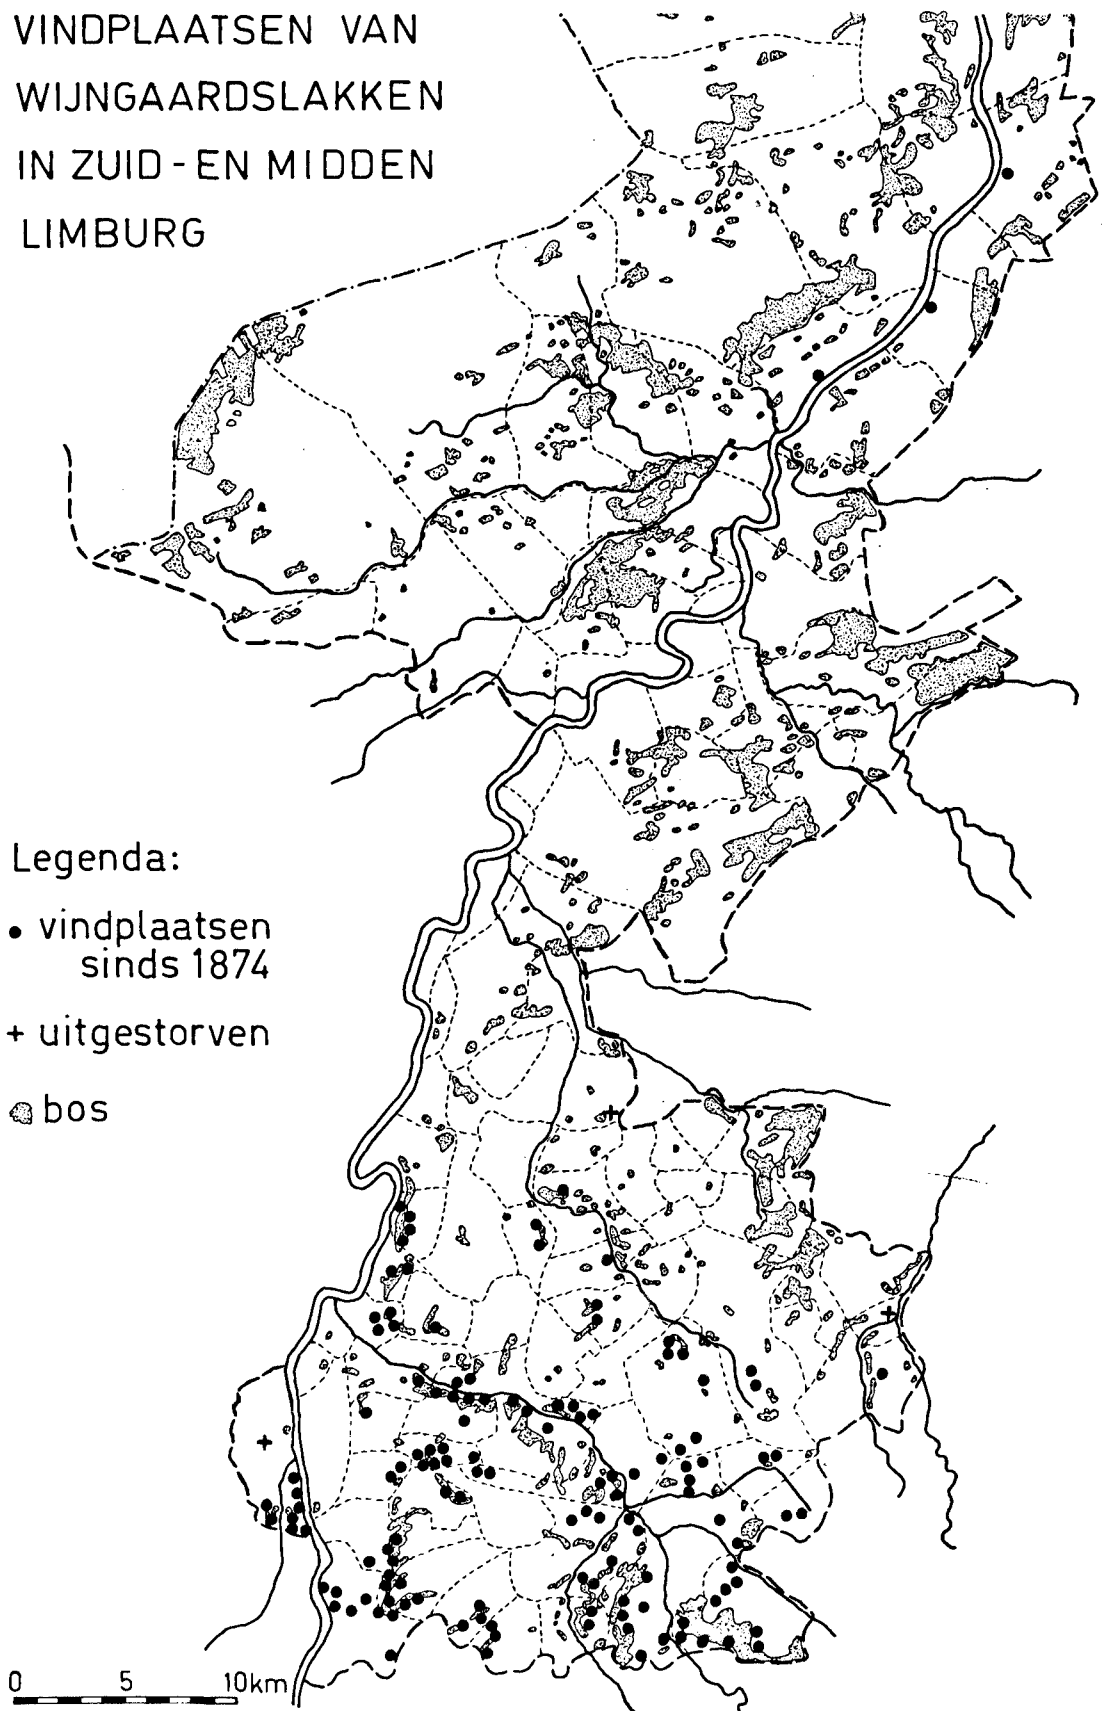 VINDPLAATSEN VAN
WIJNGAARDSLAKKEN
IN ZUID-EN MIDDEN
LIMBURG
Legenda:
• vindplaatsen
sinds 1874
+ uitgestorven
bos
0 5 10km